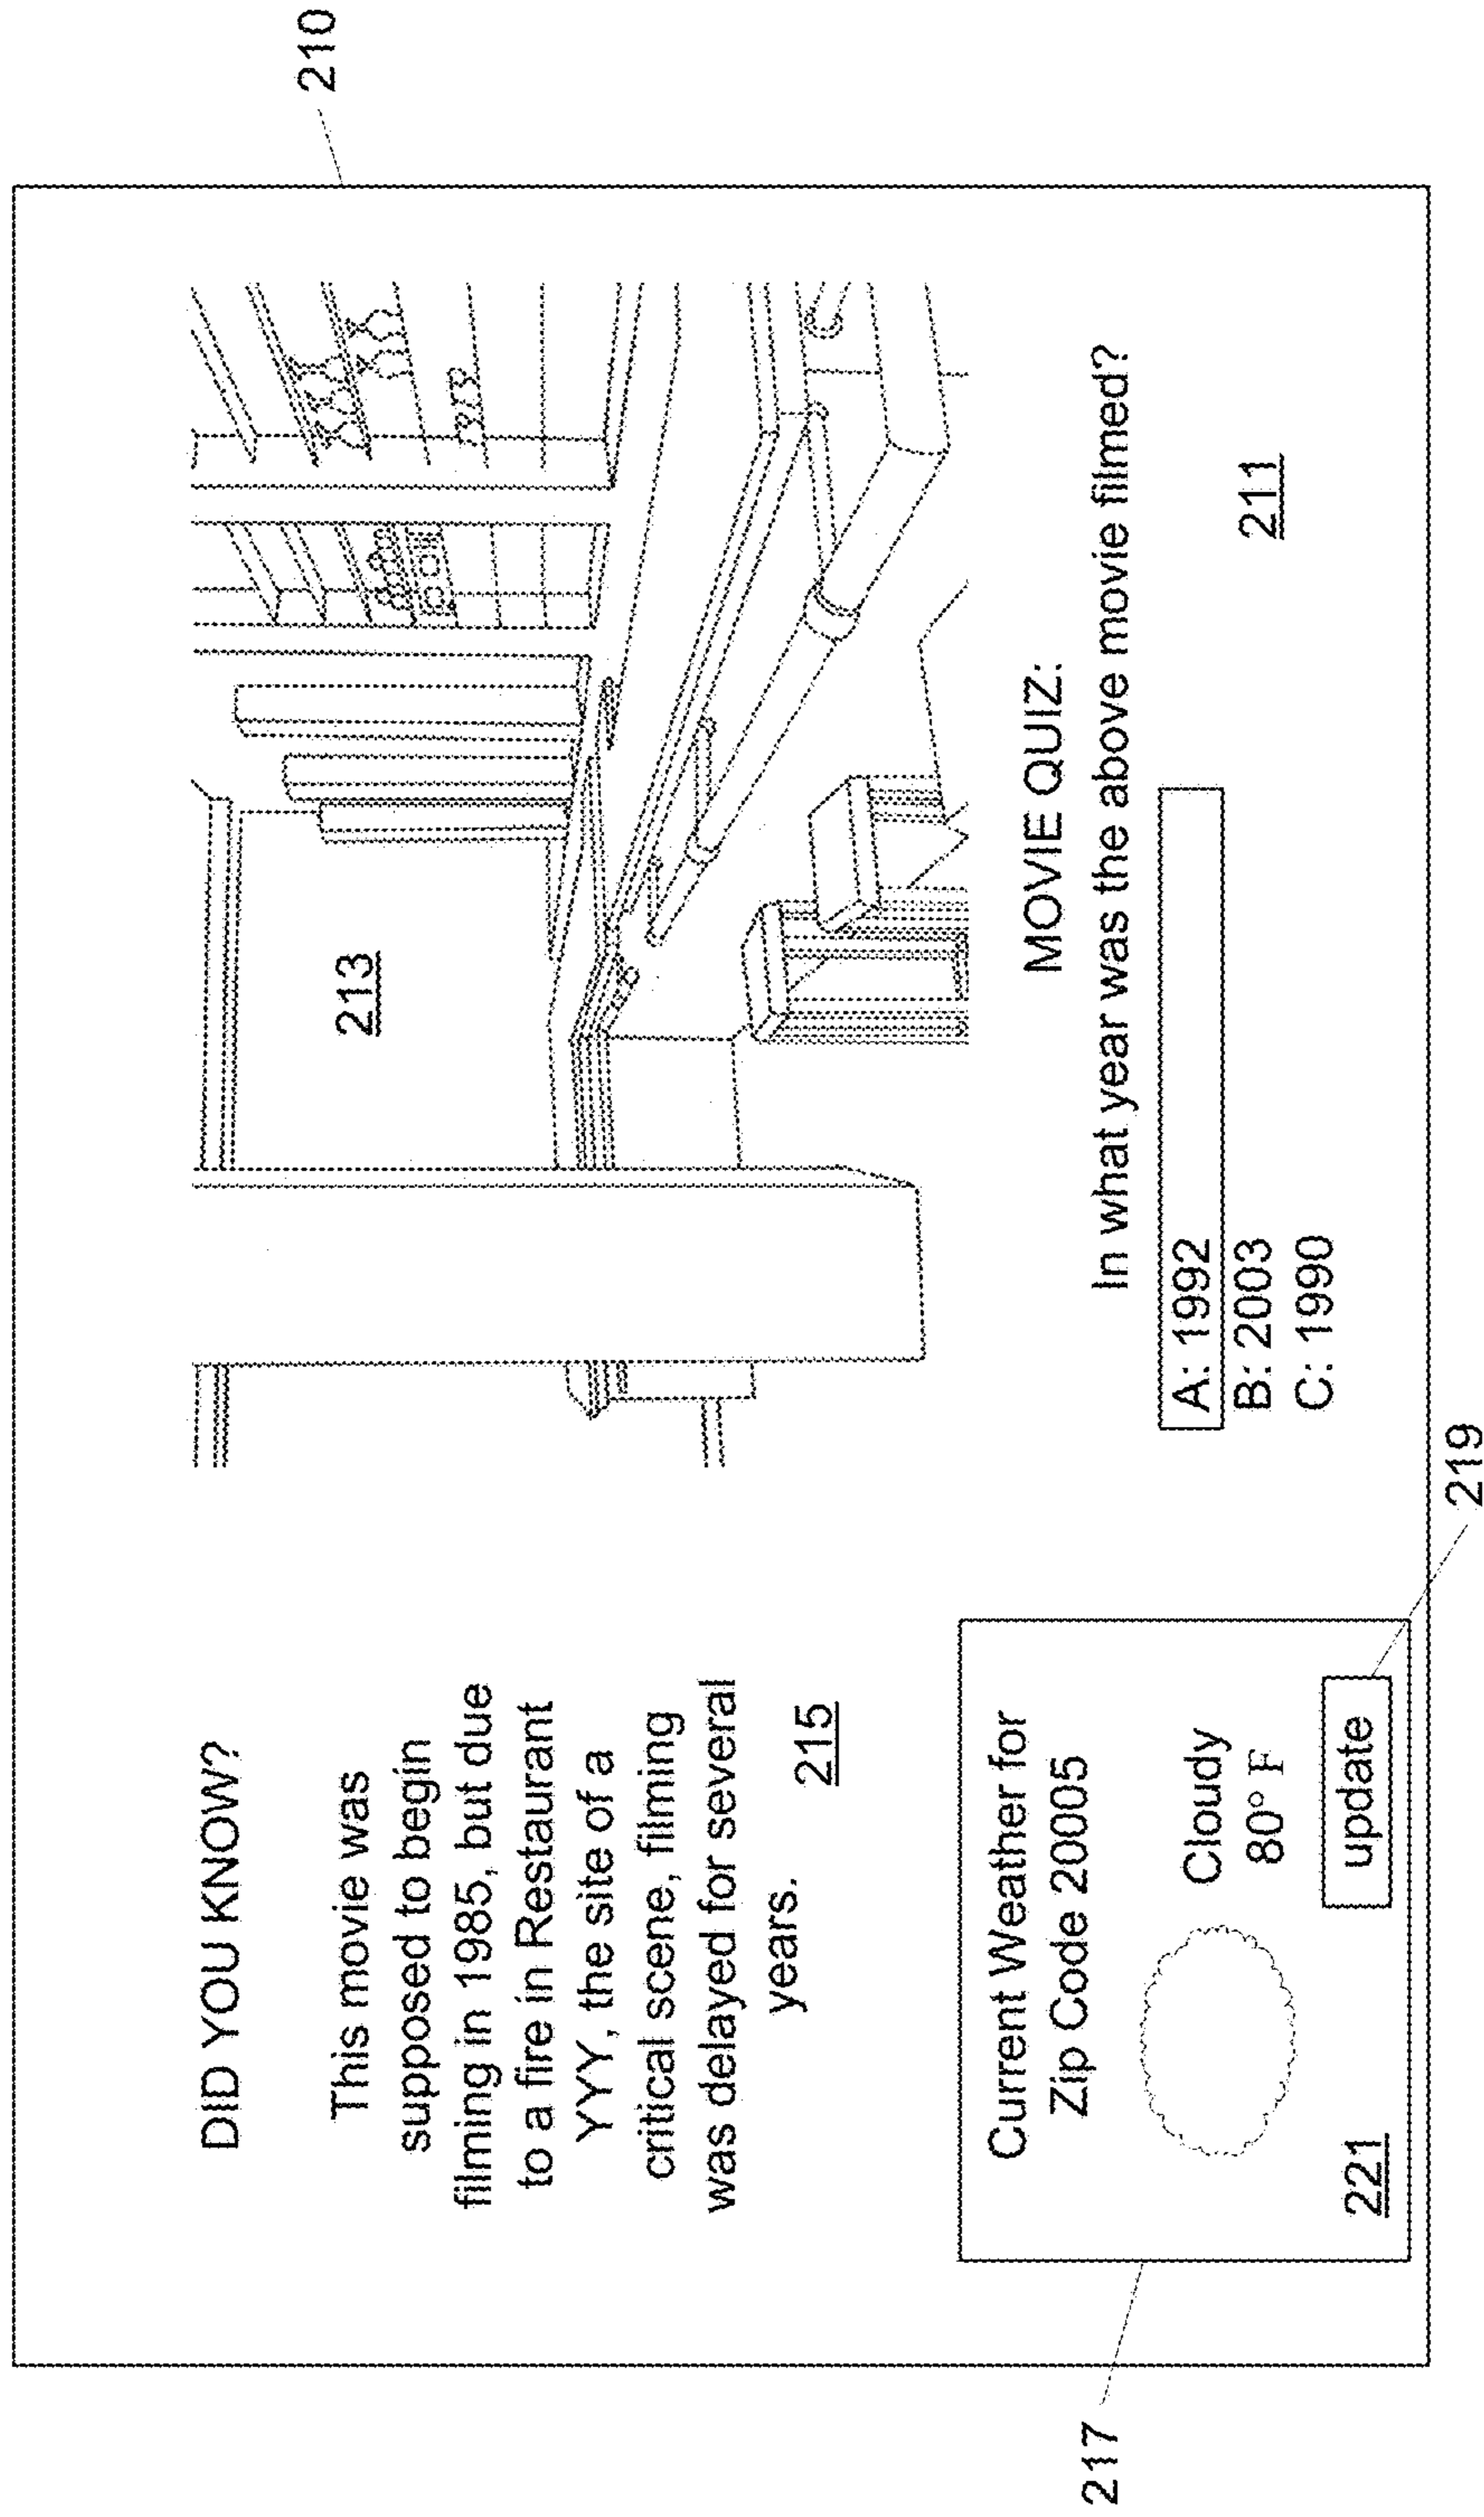 210
DID YOU KNOW?
This movie was
supposed to begin
filming in 1985, but due
to a fire in Restaurant
YYY, the site of a
critical scene, filming
was delayed for several
years.
215
213
MOVIE QUIZ:
In what year was the above movie filmed?
A: 1992
B: 2003
C: 1990
211
Current Weather for
Zip Code 20005
Cloudy
80° F
update
221
217
219